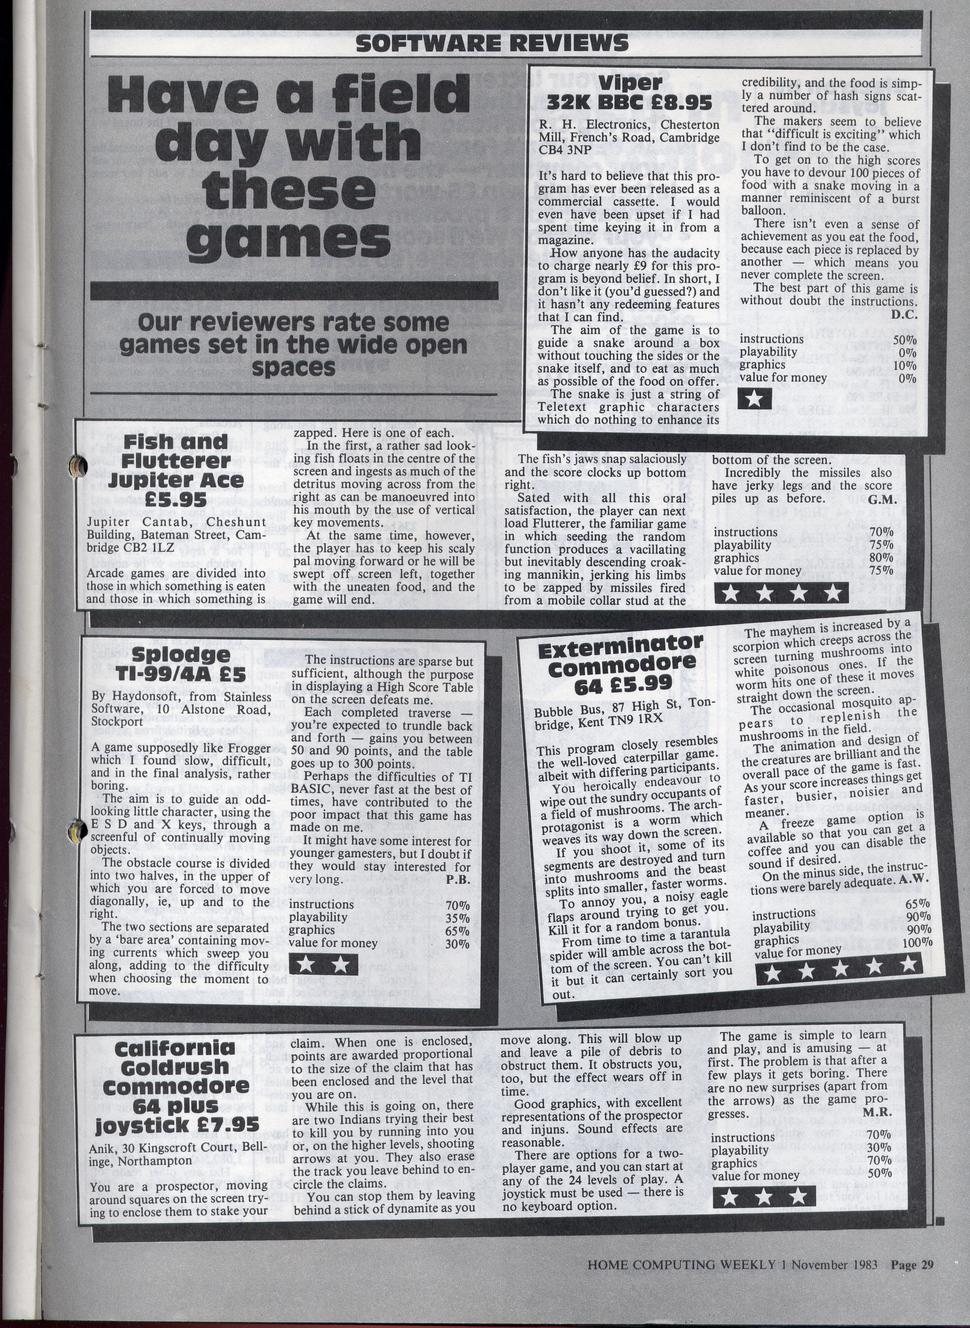 SOFTWARE REVIEWS
Have a field
day with
these
games
Our reviewers rate some
games set in the wide open
spaces
Viper
32K BBC £8.95
R. H. Electronics, Chesterton
Mill, French's Road, Cambridge
CB4 3NP
It's hard to believe that this pro-
gram has ever been released as a
commercial cassette. I would
even have been upset if I had
spent time keying it in from a
magazine.
How anyone has the audacity
to charge nearly £9 for this pro-
gram is beyond belief. In short, I
don't like it (you'd guessed?) and
it hasn't any redeeming features
that I can find.
The aim of the game is to
guide a snake around a box
without touching the sides or the
snake itself, and to eat as much
as possible of the food on offer.
The snake is just a string of
Teletext graphic characters
which do nothing to enhance its
credibility, and the food is simp-
ly a number of hash signs scat-
tered around.
The makers seem to believe
that "difficult is exciting" which
I don't find to be the case.
To get on to the high scores
you have to devour 100 pieces of
food with a snake moving in a
manner reminiscent of a burst
balloon.
There isn't even a sense of
achievement as you eat the food,
because each piece is replaced by
another — which means you
never complete the screen.
The best part of this game is
without doubt the instructions.
D.C.
instructions 50%
playability 0%
graphics 10%
value for money 0%
★
Fish and
Flutterer
Jupiter Ace
£5.95
Jupiter Cantab, Cheshunt
Building, Bateman Street, Cam-
bridge CB2 1LZ
Arcade games are divided into
those in which something is eaten
and those in which something is
zapped. Here is one of each.
In the first, a rather sad look-
ing fish floats in the centre of the
screen and ingests as much of the
detritus moving across from the
right as can be manoeuvred into
his mouth by the use of vertical
key movements.
At the same time, however,
the player has to keep his scaly
pal moving forward or he will be
swept off screen left, together
with the uneaten food, and the
game will end.
The fish's jaws snap salaciously
and the score clocks up bottom
right.
Sated with all this oral
satisfaction, the player can next
load Flutterer, the familiar game
in which seeding the random
function produces a vacillating
but inevitably descending croak-
ing mannikin, jerking his limbs
to be zapped by missiles fired
from a mobile collar stud at the
bottom of the screen.
Incredibly the missiles also
have jerky legs and the score
piles up as before. G.M.
instructions 70%
playability 75%
graphics 80%
value for money 75%
★ ★ ★ ★
Splodge
TI-99/4A £5
By Haydonsoft, from Stainless
Software, 10 Alstone Road,
Stockport
A game supposedly like Frogger
which I found slow, difficult,
and in the final analysis, rather
boring.
The aim is to guide an odd-
looking little character, using the
E S D and X keys, through a
screenful of continually moving
objects.
The obstacle course is divided
into two halves, in the upper of
which you are forced to move
diagonally, ie, up and to the
right.
The two sections are separated
by a 'bare area' containing mov-
ing currents which sweep you
along, adding to the difficulty
when choosing the moment to
move.
The instructions are sparse but
sufficient, although the purpose
in displaying a High Score Table
on the screen defeats me.
Each completed traverse —
you're expected to trundle back
and forth — gains you between
50 and 90 points, and the table
goes up to 300 points.
Perhaps the difficulties of TI
BASIC, never fast at the best of
times, have contributed to the
poor impact that this game has
made on me.
It might have some interest for
younger gamesters, but I doubt if
they would stay interested for
very long. P.B.
instructions 70%
playability 35%
graphics 65%
value for money 30%
★ ★
Exterminator
Commodore
64 £5.99
Bubble Bus, 87 High St, Ton-
bridge, Kent TN9 1RX
This program closely resembles
the well-loved caterpillar game.
albeit with differing participants.
You heroically endeavour to
wipe out the sundry occupants of
a field of mushrooms. The arch-
protagonist is a worm which
weaves its way down the screen.
If you shoot it, some of its
segments are destroyed and turn
into mushrooms and the beast
splits into smaller, faster worms.
To annoy you, a noisy eagle
flaps around trying to get you.
Kill it for a random bonus.
From time to time a tarantula
spider will amble across the bot-
tom of the screen. You can't kill
it but it can certainly sort you
out.
The mayhem is increased by a
scorpion which creeps across the
screen turning mushrooms into
white poisonous ones. If the
worm hits one of these it moves
straight down the screen.
The occasional mosquito ap-
pears to replenish the
mushrooms in the field.
The animation and design of
the creatures are brilliant and the
overall pace of the game is fast.
As your score increases things get
faster, busier, noisier and
meaner.
A freeze game option is
available so that you can get a
coffee and you can disable the
sound if desired.
On the minus side, the instruc-
tions were barely adequate. A.W.
instructions 65%
playability 90%
graphics 90%
value for money 100%
★ ★ ★ ★ ★
California
Goldrush
Commodore
64 plus
joystick £7.95
Anik, 30 Kingscroft Court, Bell-
inge, Northampton
You are a prospector, moving
around squares on the screen try-
ing to enclose them to stake your
claim. When one is enclosed,
points are awarded proportional
to the size of the claim that has
been enclosed and the level that
you are on.
While this is going on, there
are two Indians trying their best
to kill you by running into you
or, on the higher levels, shooting
arrows at you. They also erase
the track you leave behind to en-
circle the claims.
You can stop them by leaving
behind a stick of dynamite as you
move along. This will blow up
and leave a pile of debris to
obstruct them. It obstructs you,
too, but the effect wears off in
time.
Good graphics, with excellent
representations of the prospector
and injuns. Sound effects are
reasonable.
There are options for a two-
player game, and you can start at
any of the 24 levels of play. A
joystick must be used — there is
no keyboard option.
The game is simple to learn
and play, and is amusing — at
first. The problem is that after a
few plays it gets boring. There
are no new surprises (apart from
the arrows) as the game pro-
gresses. M.R.
instructions 70%
playability 30%
graphics 70%
value for money 50%
★ ★ ★
HOME COMPUTING WEEKLY 1 November 1983 Page 29